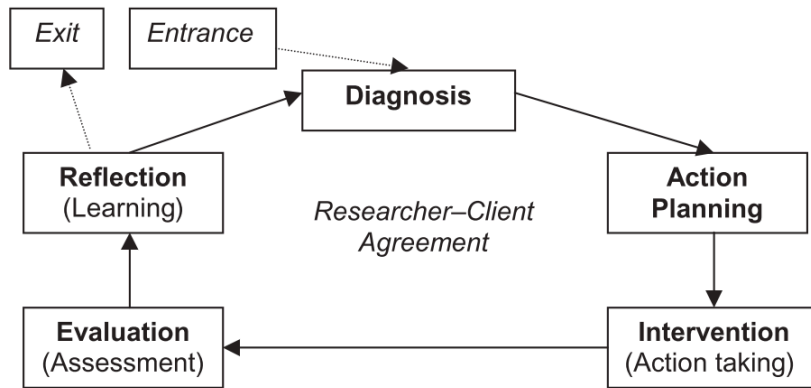 Exit
Entrance
Diagnosis
Reflection
(Learning)
Action
Planning
Researcher–Client
Agreement
Evaluation
(Assessment)
Intervention
(Action taking)